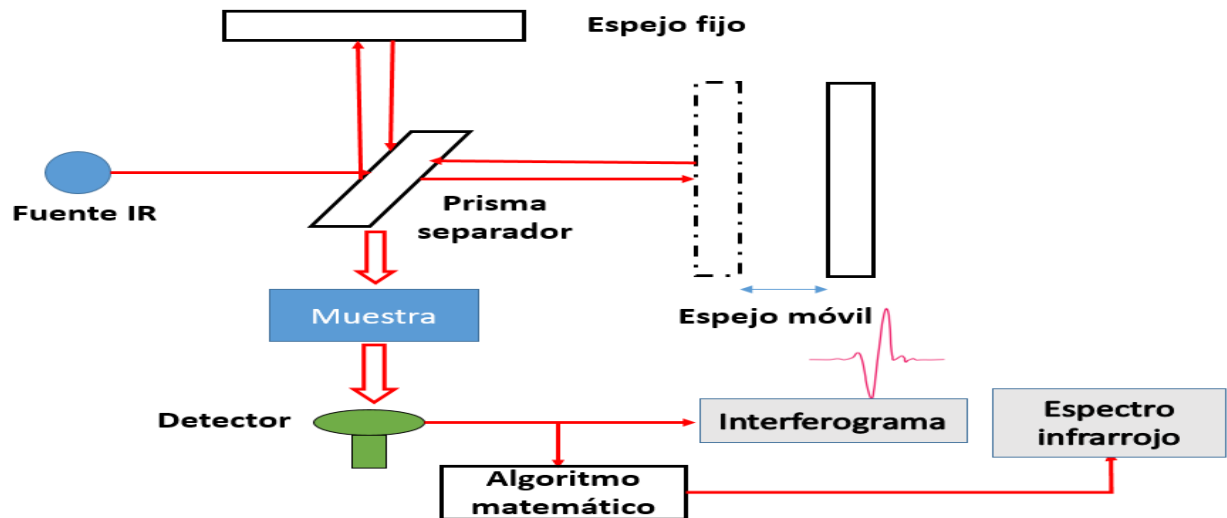 Espejo fijo
Fuente IR
Prisma
separador
Muestra
Espejo móvil
Detector
Interferograma
Espectro
infrarrojo
Algoritmo
matemático